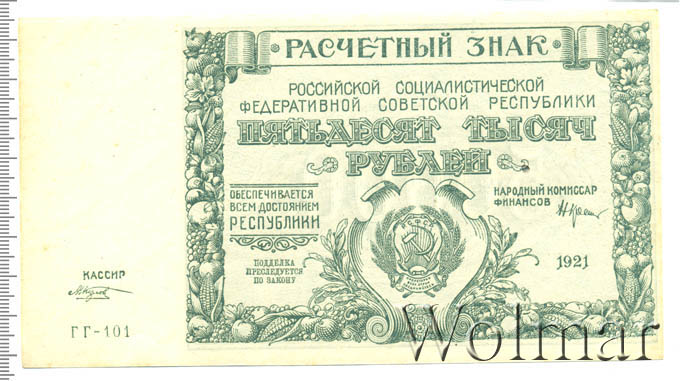 РАСЧЕТНЫЙ ЗНАК
РОССИЙСКОЙ СОЦИАЛИСТИЧЕСКОЙ
ФЕДЕРАТИВНОЙ СОВЕТСКОЙ РЕСПУБЛИКИ
ПЯТЬДЕСЯТ ТЫСЯЧ
РУБЛЕЙ
ОБЕСПЕЧИВАЕТСЯ
ВСЕМ ДОСТОЯНИЕМ
РЕСПУБЛИКИ
НАРОДНЫЙ КОМИССАР
ФИНАНСОВ
ПОДДЕЛКА
ПРЕСЛЕДУЕТСЯ
ПО ЗАКОНУ
1921
КАССИР
ГГ-101
Wolmar